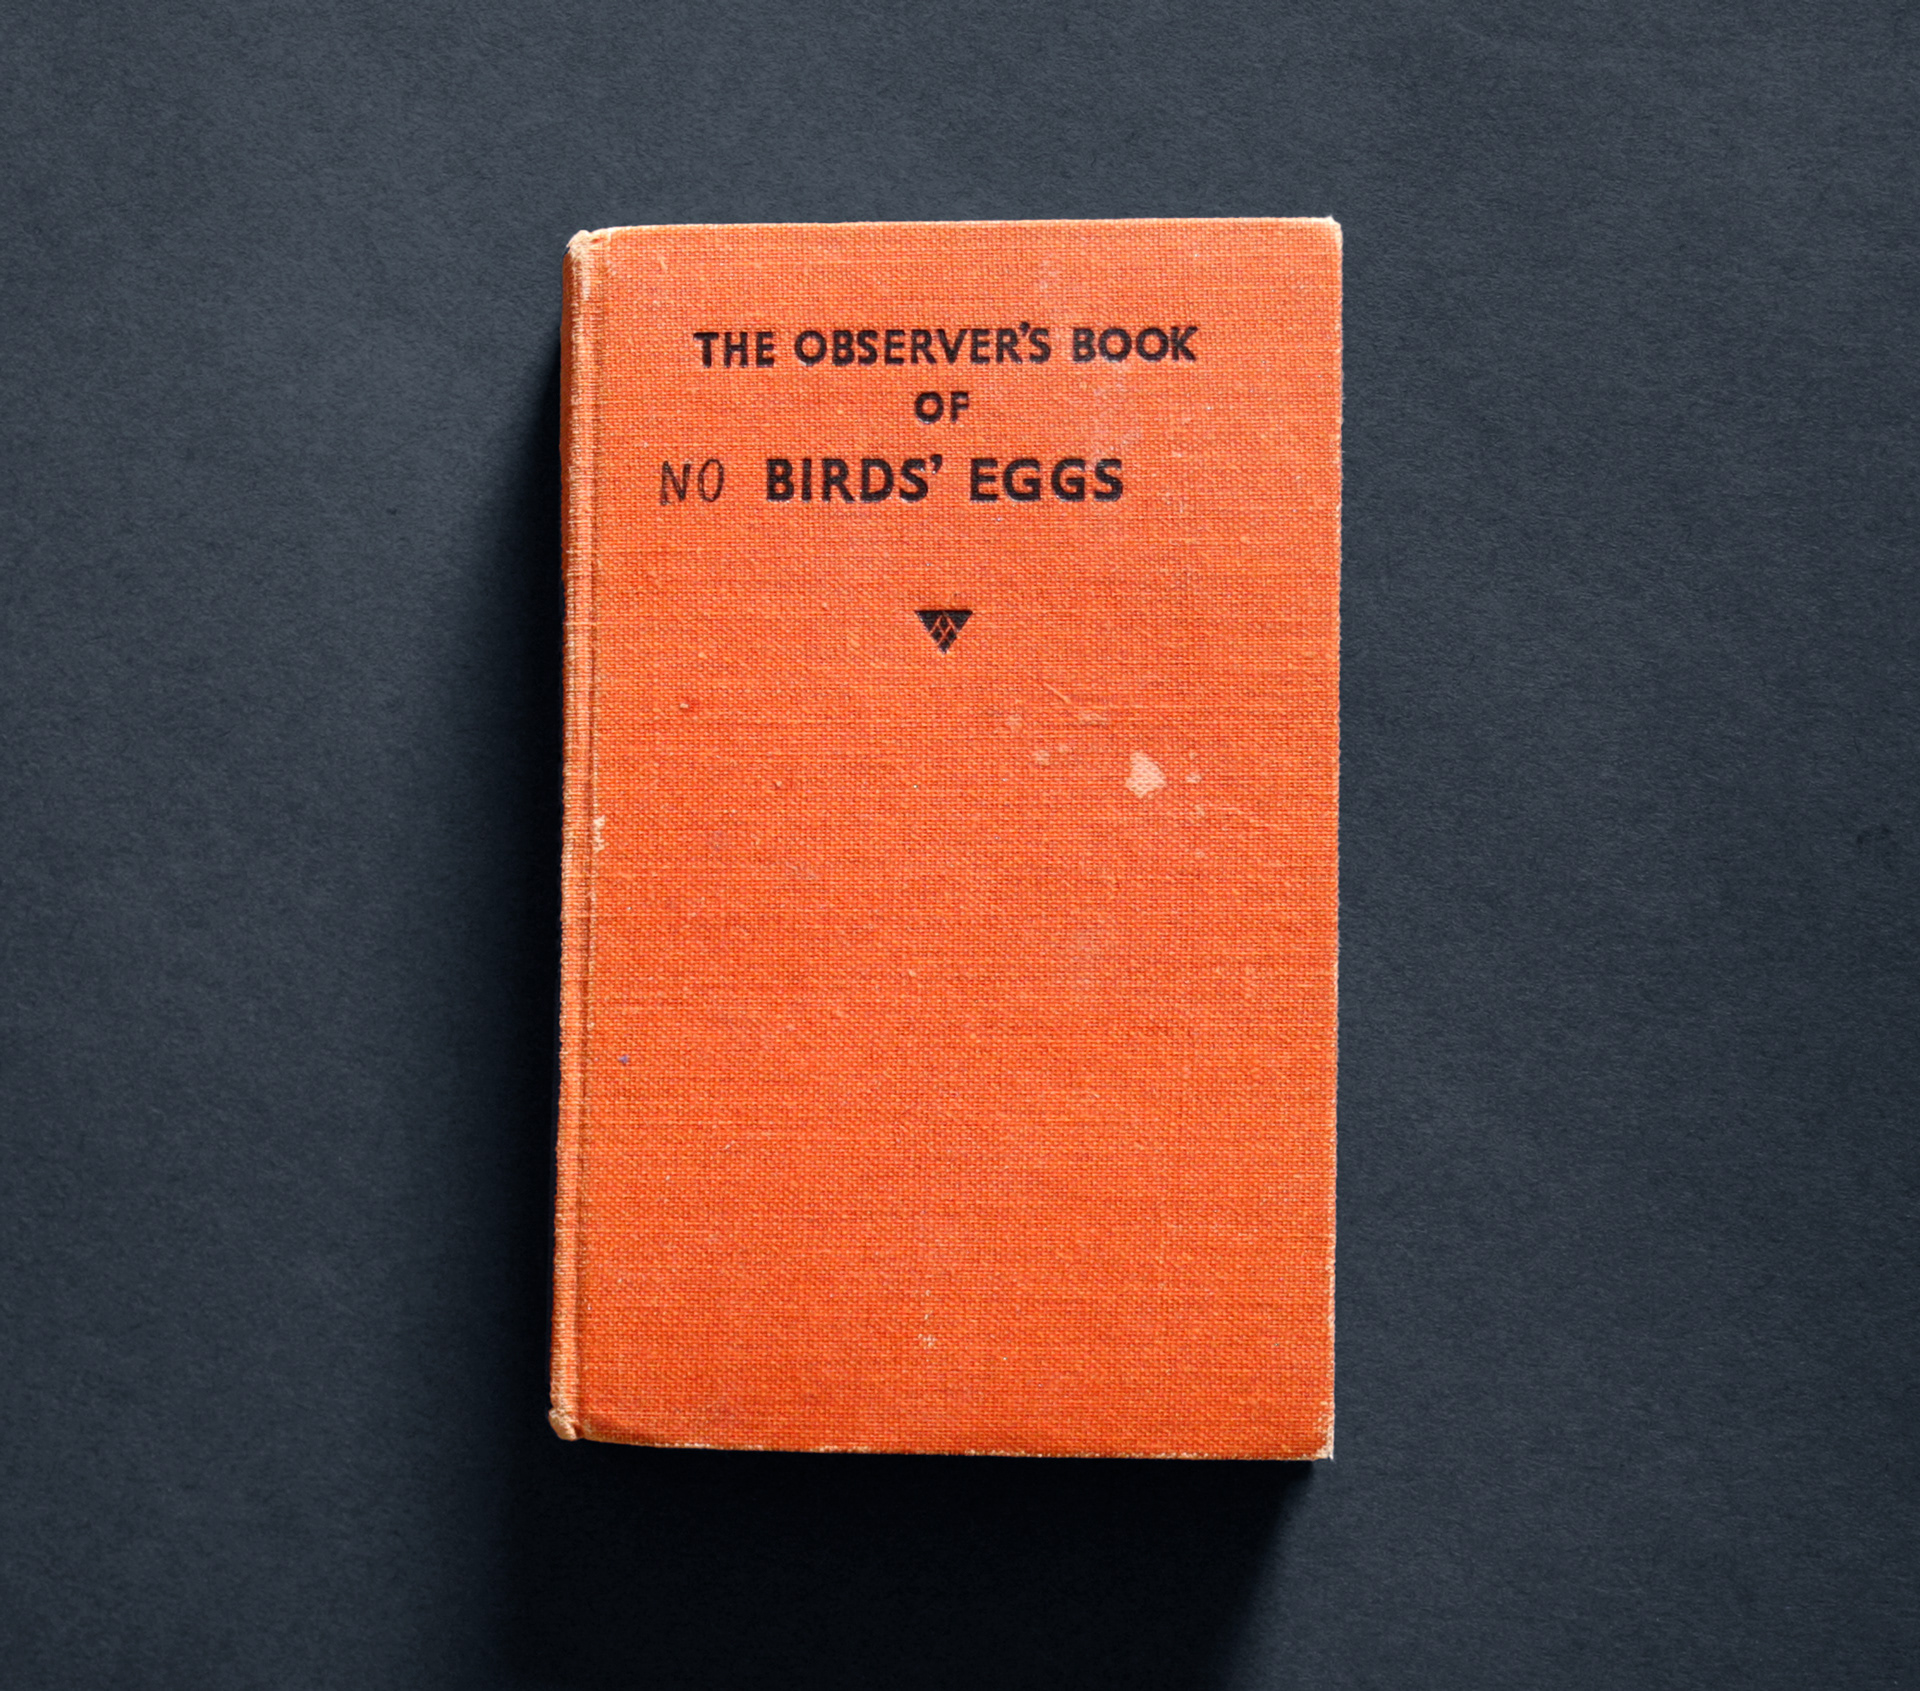 THE OBSERVER'S BOOK
OF
NO BIRDS' EGGS